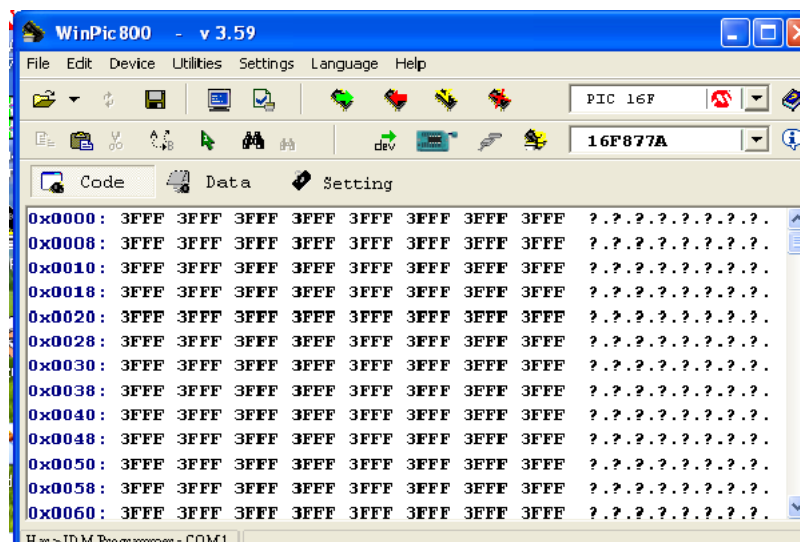 WinPic800 - v 3.59
File Edit Device Utilities Settings Language Help
PIC 16F
dev 16F877A
Code Data Setting
0x0000: 3FFF 3FFF 3FFF 3FFF 3FFF 3FFF 3FFF 3FFF ?.?.?.?.?.?.?.?.
0x0008: 3FFF 3FFF 3FFF 3FFF 3FFF 3FFF 3FFF 3FFF ?.?.?.?.?.?.?.?.
0x0010: 3FFF 3FFF 3FFF 3FFF 3FFF 3FFF 3FFF 3FFF ?.?.?.?.?.?.?.?.
0x0018: 3FFF 3FFF 3FFF 3FFF 3FFF 3FFF 3FFF 3FFF ?.?.?.?.?.?.?.?.
0x0020: 3FFF 3FFF 3FFF 3FFF 3FFF 3FFF 3FFF 3FFF ?.?.?.?.?.?.?.?.
0x0028: 3FFF 3FFF 3FFF 3FFF 3FFF 3FFF 3FFF 3FFF ?.?.?.?.?.?.?.?.
0x0030: 3FFF 3FFF 3FFF 3FFF 3FFF 3FFF 3FFF 3FFF ?.?.?.?.?.?.?.?.
0x0038: 3FFF 3FFF 3FFF 3FFF 3FFF 3FFF 3FFF 3FFF ?.?.?.?.?.?.?.?.
0x0040: 3FFF 3FFF 3FFF 3FFF 3FFF 3FFF 3FFF 3FFF ?.?.?.?.?.?.?.?.
0x0048: 3FFF 3FFF 3FFF 3FFF 3FFF 3FFF 3FFF 3FFF ?.?.?.?.?.?.?.?.
0x0050: 3FFF 3FFF 3FFF 3FFF 3FFF 3FFF 3FFF 3FFF ?.?.?.?.?.?.?.?.
0x0058: 3FFF 3FFF 3FFF 3FFF 3FFF 3FFF 3FFF 3FFF ?.?.?.?.?.?.?.?.
0x0060: 3FFF 3FFF 3FFF 3FFF 3FFF 3FFF 3FFF 3FFF ?.?.?.?.?.?.?.?.
JDM Programmer - COM1